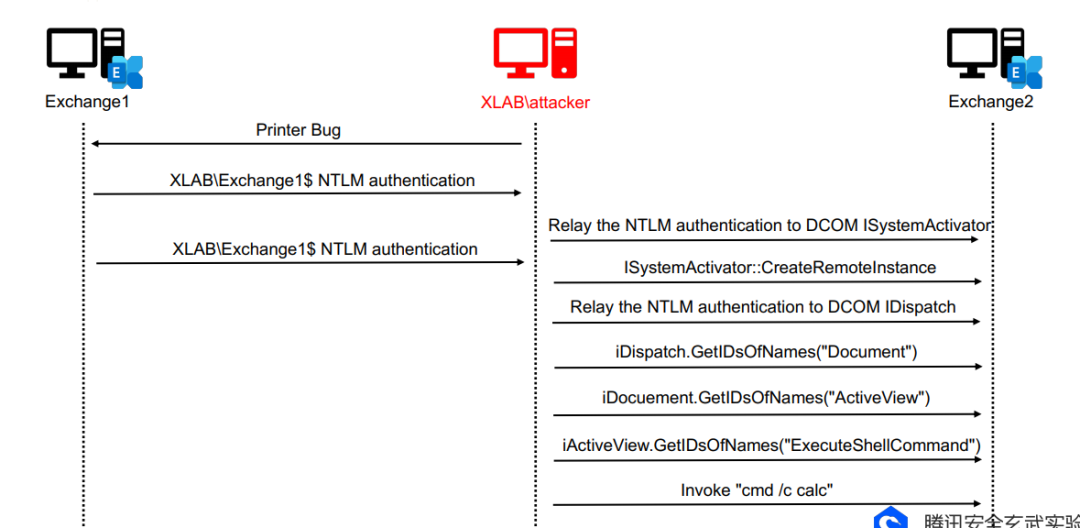 E
E
Exchange1
XLAB\attacker
Exchange2
Printer Bug
XLAB\Exchange1$ NTLM authentication
Relay the NTLM authentication to DCOM ISystemActivator
XLAB\Exchange1$ NTLM authentication
ISystemActivator::CreateRemoteInstance
Relay the NTLM authentication to DCOM IDispatch
iDispatch.GetIDsOfNames("Document")
iDocuement.GetIDsOfNames("ActiveView")
iActiveView.GetIDsOfNames("ExecuteShellCommand")
Invoke "cmd /c calc"
腾讯安全玄武实验